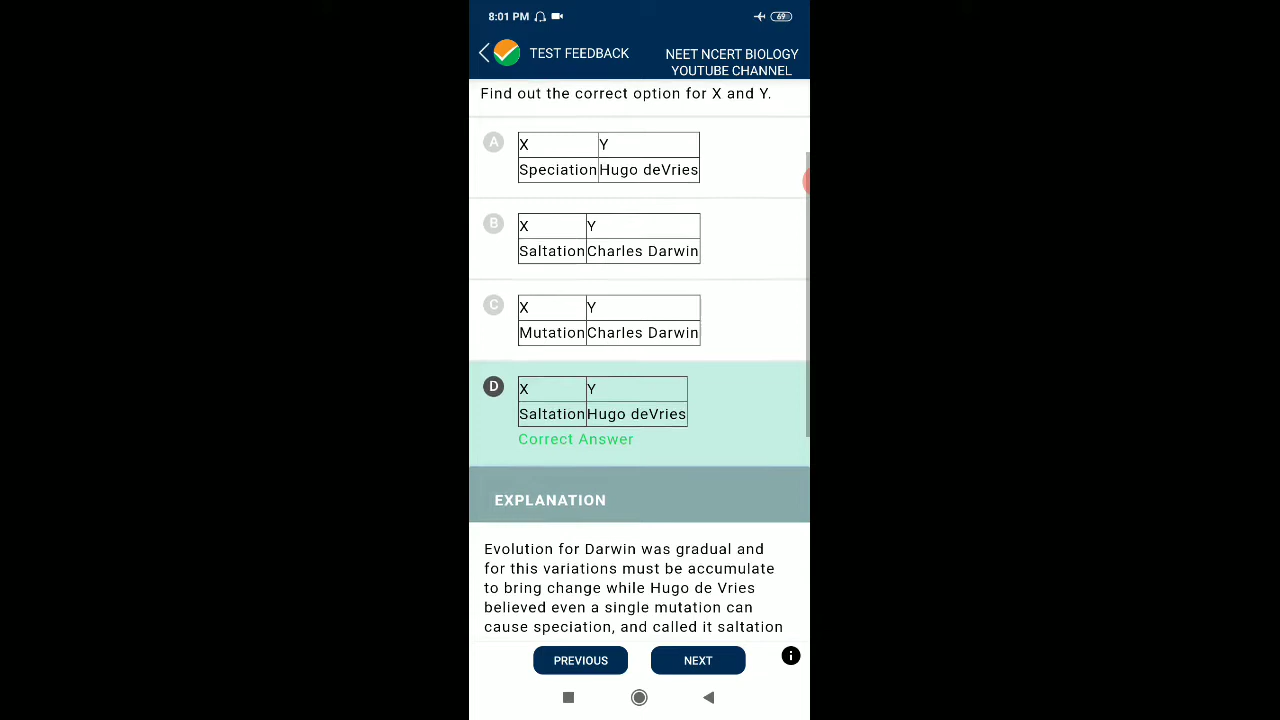 8:01 PM 69
TEST FEEDBACK
NEET NCERT BIOLOGY
YOUTUBE CHANNEL
Find out the correct option for X and Y.
A
X Y
Speciation Hugo deVries
B
X Y
Saltation Charles Darwin
C
X Y
Mutation Charles Darwin
D
X Y
Saltation Hugo deVries
Correct Answer
EXPLANATION
Evolution for Darwin was gradual and
for this variations must be accumulate
to bring change while Hugo de Vries
believed even a single mutation can
cause speciation, and called it saltation
PREVIOUS NEXT i